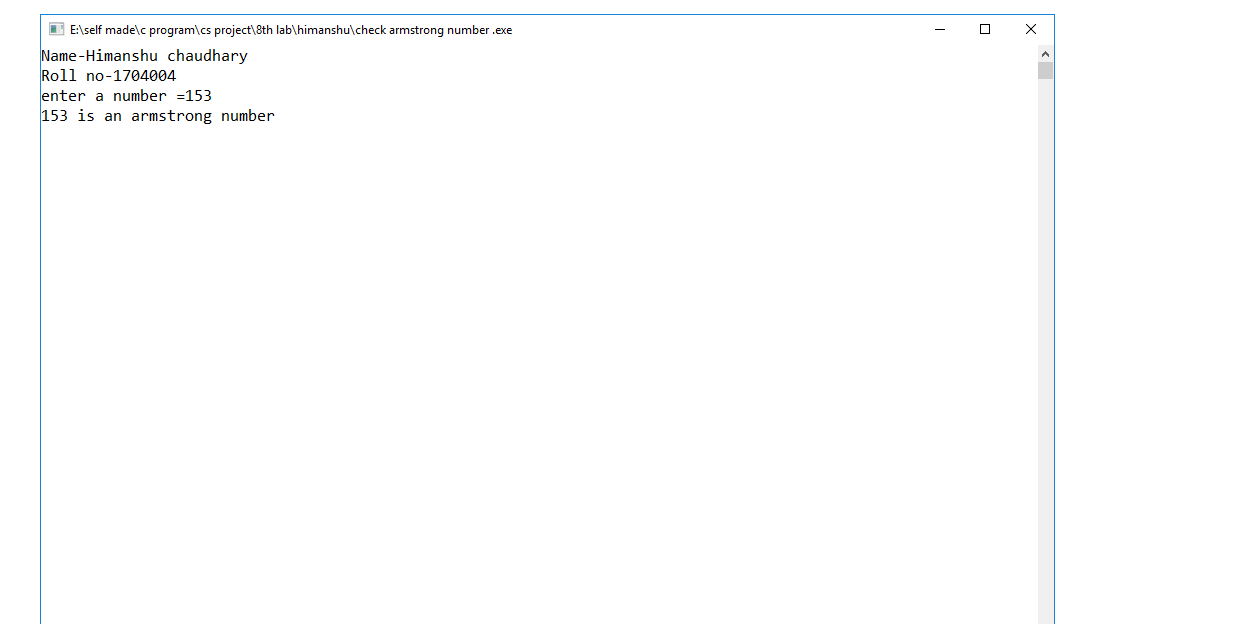 E:\self made\c program\cs project\8th lab\himanshu\check armstrong number .exe
Name-Himanshu chaudhary
Roll no-1704004
enter a number =153
153 is an armstrong number